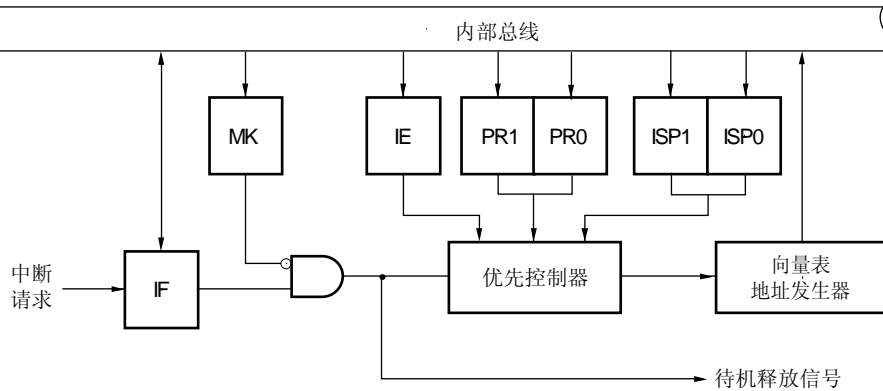 内部总线
MK
IE
PR1
PR0
ISP1
ISP0
中断
请求
IF
优先控制器
向量表
地址发生器
待机释放信号